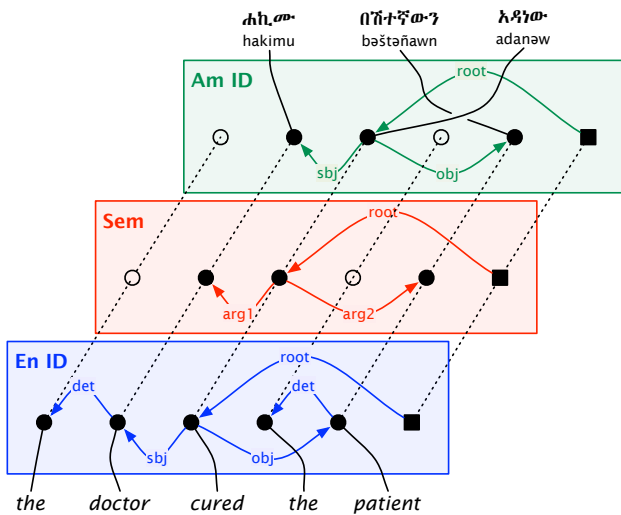 ሐኪሙ በሽተኛውን አዳነው
hakimu bəštəñawn adanəw
Am ID
root
sbj
obj
Sem
root
arg1
arg2
En ID
root
det
det
sbj
obj
the doctor cured the patient